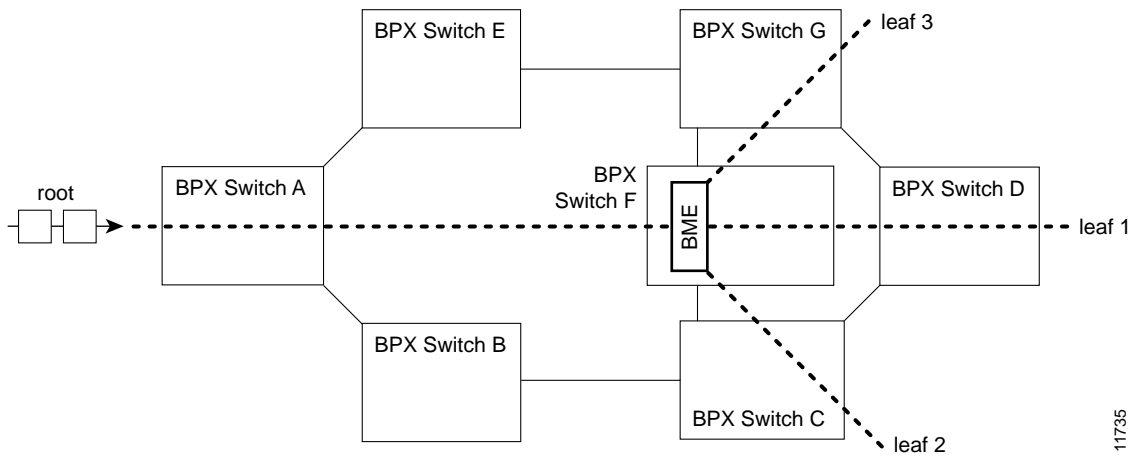 BPX Switch E
BPX Switch G
leaf 3
root
BPX Switch A
BPX
Switch F
BME
BPX Switch D
leaf 1
BPX Switch B
BPX Switch C
leaf 2
11735